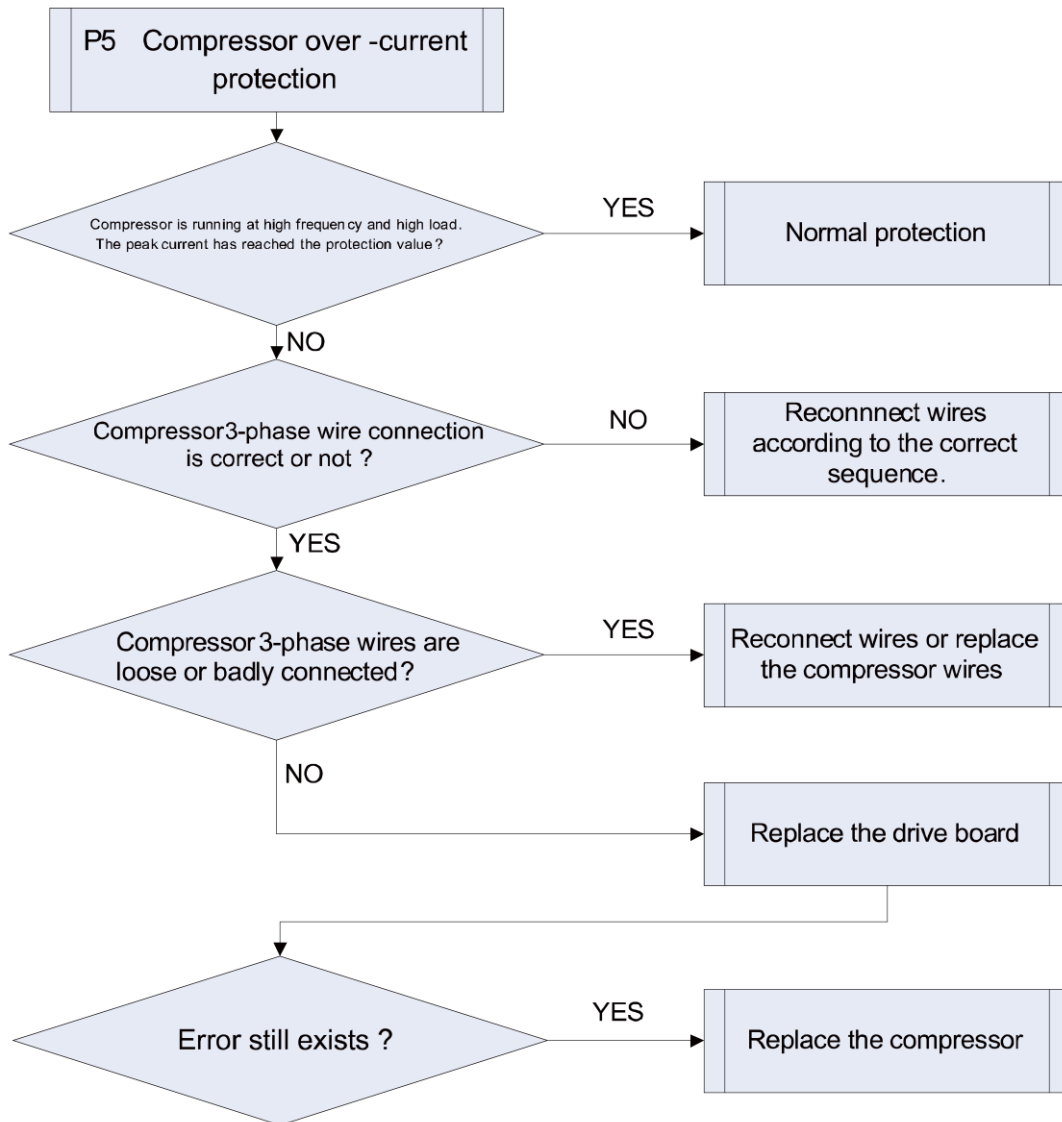 P5 Compressor over -current
protection
Compressor is running at high frequency and high load.
The peak current has reached the protection value ?
YES
Normal protection
NO
Compressor3-phase wire connection
is correct or not ?
NO
Reconnnect wires
according to the correct
sequence.
YES
Compressor 3-phase wires are
loose or badly connected?
YES
Reconnect wires or replace
the compressor wires
NO
Replace the drive board
Error still exists ?
YES
Replace the compressor